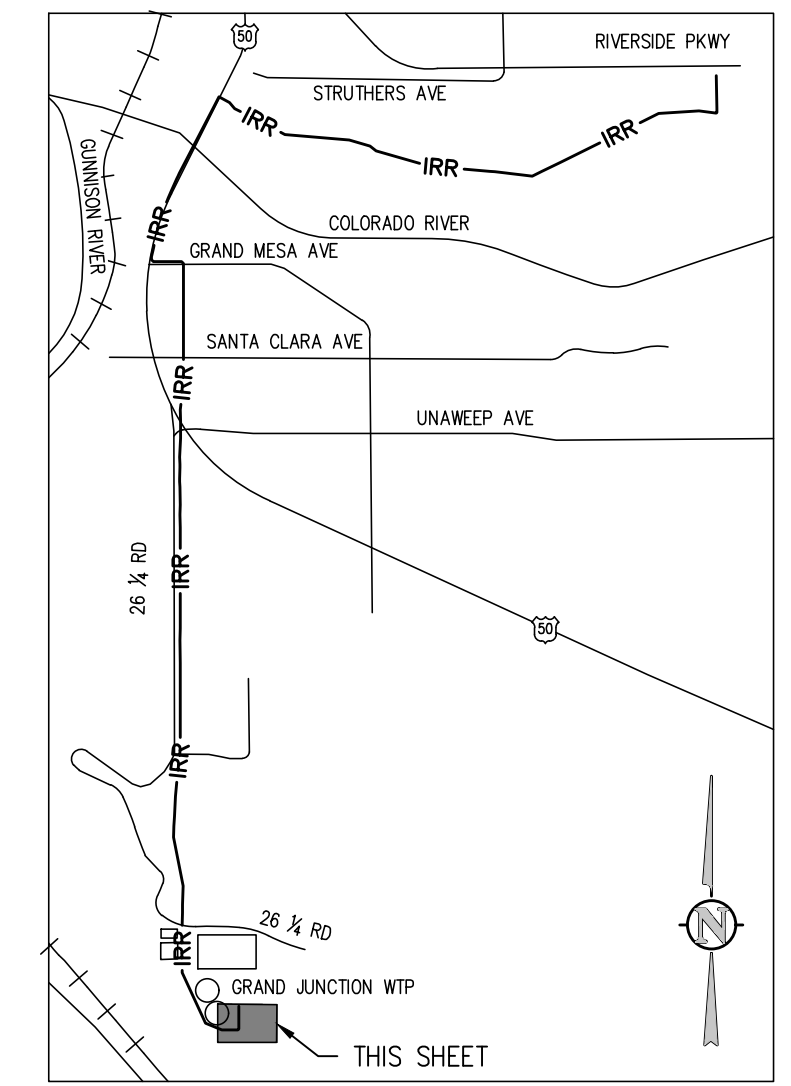 50
RIVERSIDE PKWY
STRUTHERS AVE
IRR
IRR
IRR
GUNNISON RIVER
IRR
COLORADO RIVER
GRAND MESA AVE
SANTA CLARA AVE
IRR
UNAWEEP AVE
26 ¼ RD
IRR
50
IRR
26 ¼ RD
IRR
N
GRAND JUNCTION WTP
THIS SHEET